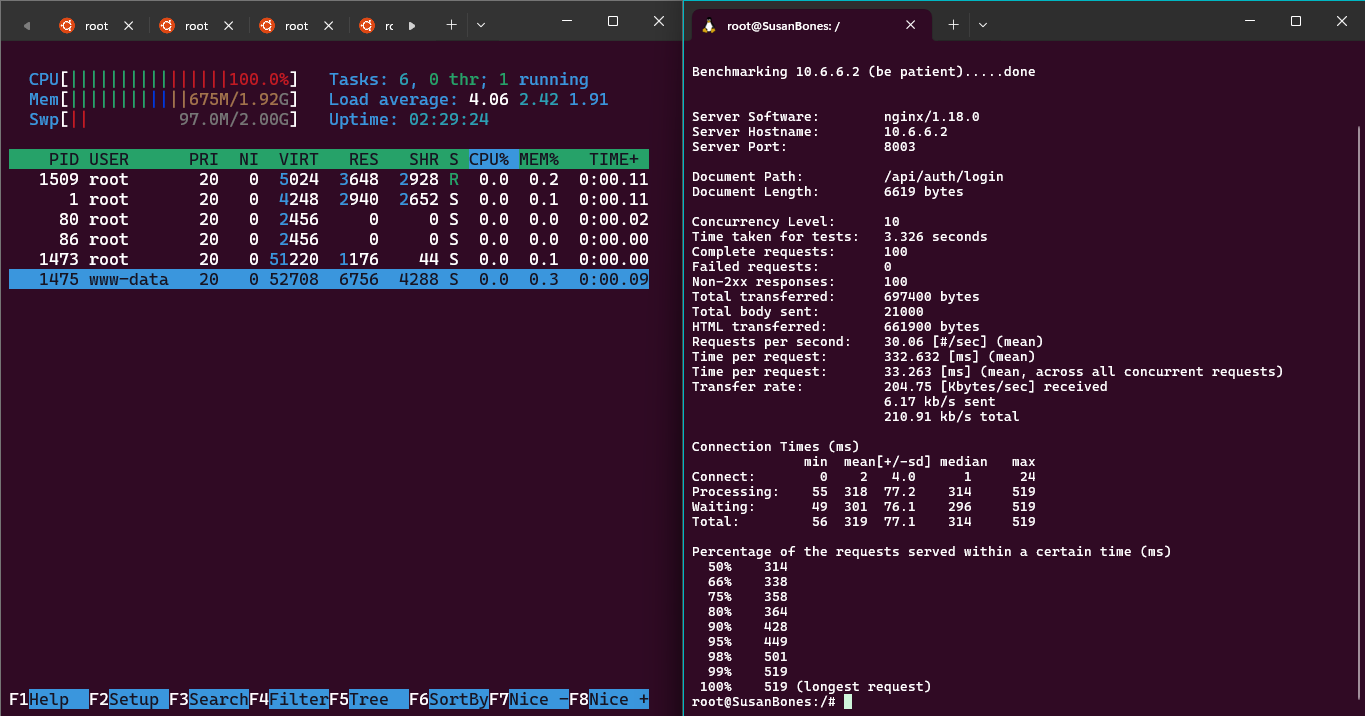 root × root × root × rc
CPU[||||||||||||||||100.0%] Tasks: 6, 0 thr; 1 running
Mem[||||||||||||675M/1.92G] Load average: 4.06 2.42 1.91
Swp[|| 97.0M/2.00G] Uptime: 02:29:24
PID USER PRI NI VIRT RES SHR S CPU% MEM% TIME+
1509 root 20 0 5024 3648 2928 R 0.0 0.2 0:00.11
1 root 20 0 4248 2940 2652 S 0.0 0.1 0:00.11
80 root 20 0 2456 0 0 S 0.0 0.0 0:00.02
86 root 20 0 2456 0 0 S 0.0 0.0 0:00.00
1473 root 20 0 51220 1176 44 S 0.0 0.1 0:00.00
1475 www-data 20 0 52708 6756 4288 S 0.0 0.3 0:00.09
F1Help F2Setup F3SearchF4FilterF5Tree F6SortByF7Nice -F8Nice +
root@SusanBones: /
Benchmarking 10.6.6.2 (be patient).....done
Server Software: nginx/1.18.0
Server Hostname: 10.6.6.2
Server Port: 8003
Document Path: /api/auth/login
Document Length: 6619 bytes
Concurrency Level: 10
Time taken for tests: 3.326 seconds
Complete requests: 100
Failed requests: 0
Non-2xx responses: 100
Total transferred: 697400 bytes
Total body sent: 21000
HTML transferred: 661900 bytes
Requests per second: 30.06 [#/sec] (mean)
Time per request: 332.632 [ms] (mean)
Time per request: 33.263 [ms] (mean, across all concurrent requests)
Transfer rate: 204.75 [Kbytes/sec] received
6.17 kb/s sent
210.91 kb/s total
Connection Times (ms)
min mean[+/-sd] median max
Connect: 0 2 4.0 1 24
Processing: 55 318 77.2 314 519
Waiting: 49 301 76.1 296 519
Total: 56 319 77.1 314 519
Percentage of the requests served within a certain time (ms)
50% 314
66% 338
75% 358
80% 364
90% 428
95% 449
98% 501
99% 519
100% 519 (longest request)
root@SusanBones:/#